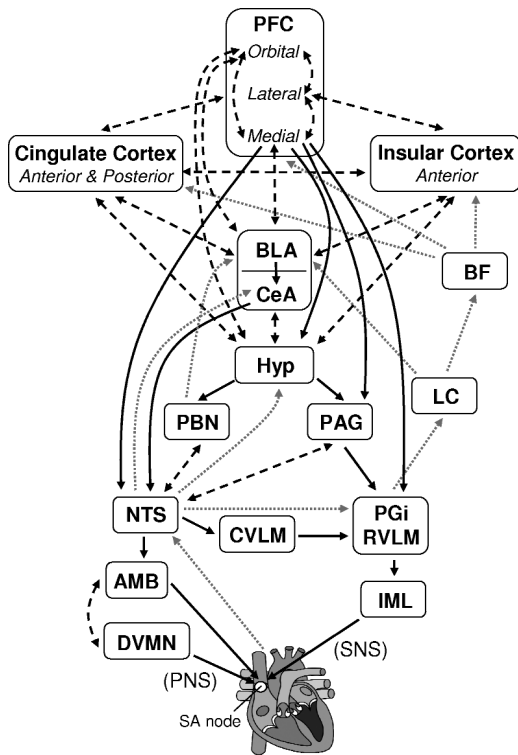 PFC
Orbital
Lateral
Medial
Cingulate Cortex
Anterior & Posterior
Insular Cortex
Anterior
BLA
CeA
BF
Hyp
LC
PBN
PAG
NTS
CVLM
PGi
RVLM
AMB
IML
DVMN
(SNS)
(PNS)
SA node